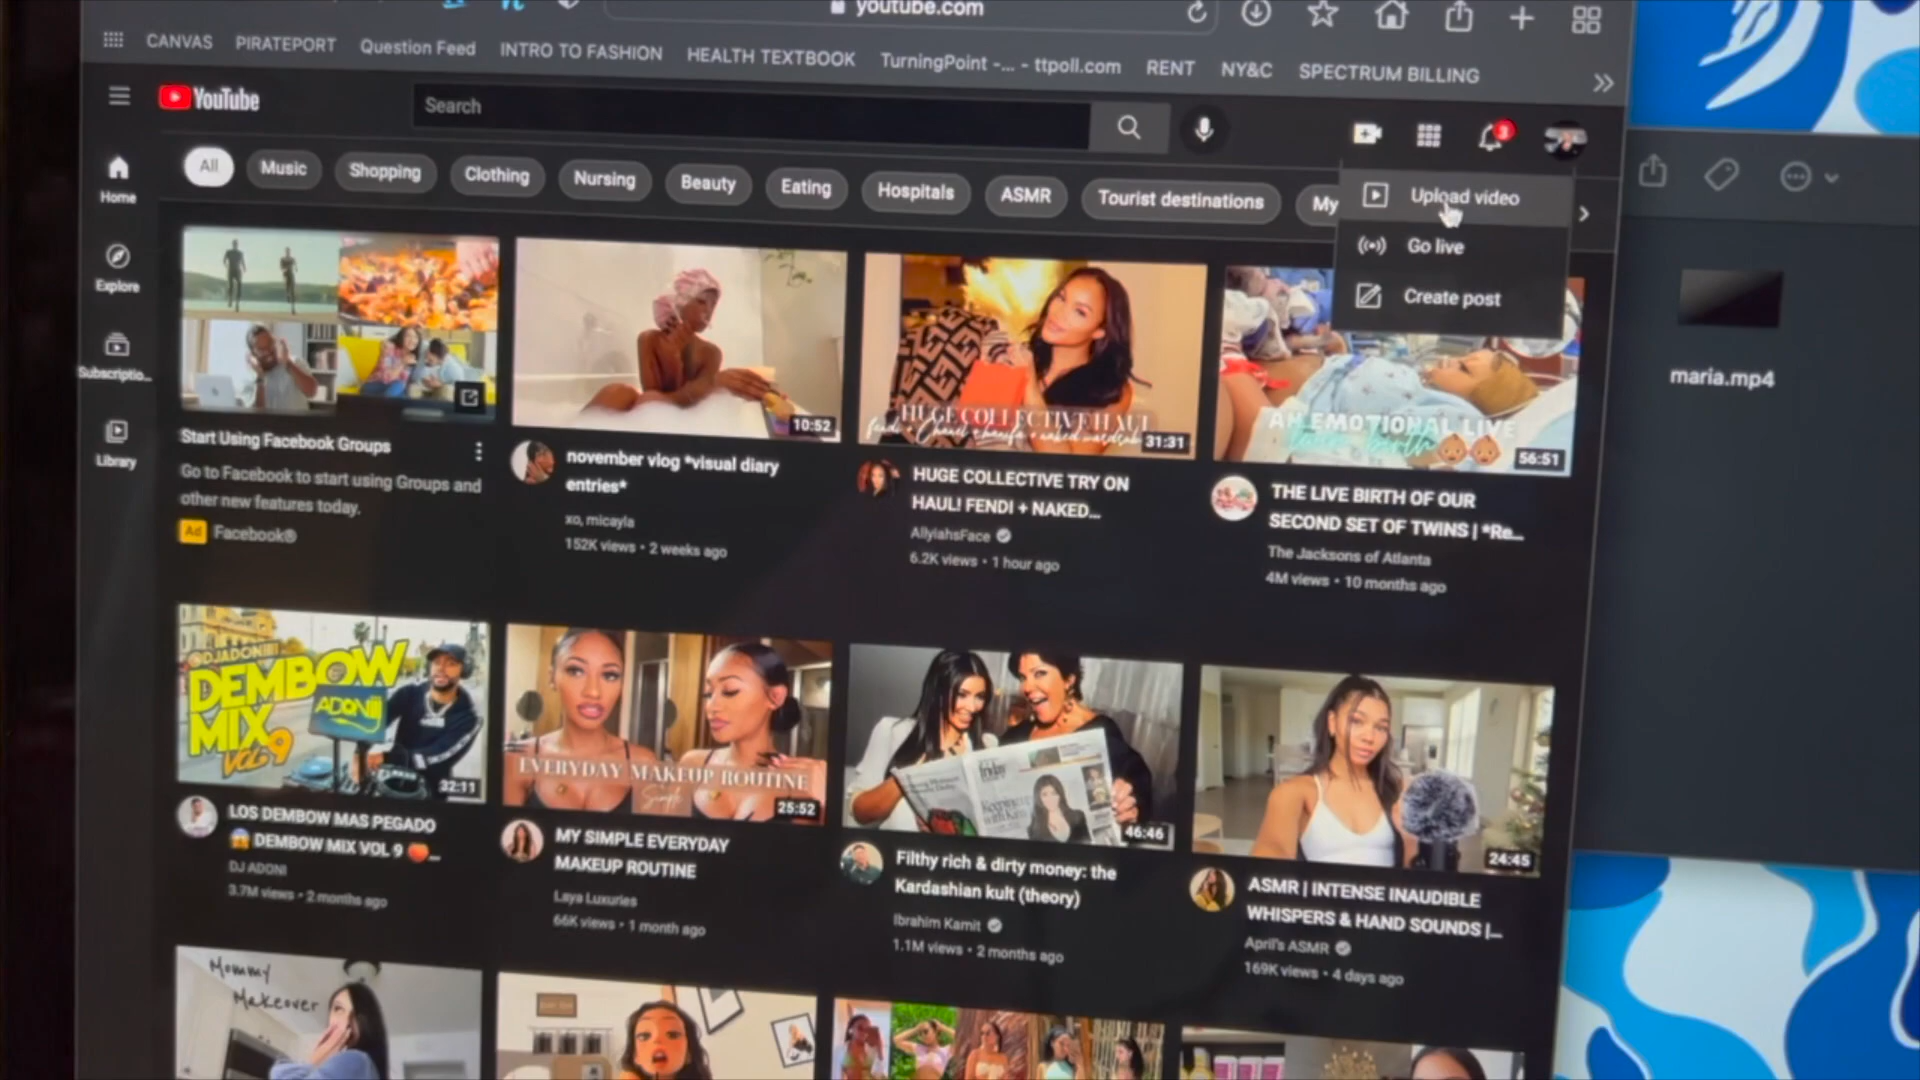 youtube.com
CANVAS PIRATEPORT Question Feed INTRO TO FASHION HEALTH TEXTBOOK TurningPoint -... - ttpoll.com RENT NY&C SPECTRUM BILLING
YouTube
Search
3
All Music Shopping Clothing Nursing Beauty Eating Hospitals ASMR Tourist destinations My
Upload video
Go live
Create post
Home
Explore
Subscriptio...
Library
maria.mp4
10:52
HUGE COLLECTIVE HAUL
31:31
AN EMOTIONAL LIVE
56:51
Start Using Facebook Groups
Go to Facebook to start using Groups and
other new features today.
Ad Facebook®
november vlog *visual diary
entries*
xo, micayla
152K views • 2 weeks ago
HUGE COLLECTIVE TRY ON
HAUL! FENDI + NAKED...
AllyiahsFace
6.2K views • 1 hour ago
THE LIVE BIRTH OF OUR
SECOND SET OF TWINS | *Re...
The Jacksons of Atlanta
4M views • 10 months ago
@DJADONIIII
DEMBOW
MIX
VOL 9
ADONIII
32:11
EVERYDAY MAKEUP ROUTINE
Simple
25:52
friday
46:46
24:45
LOS DEMBOW MAS PEGADO
😱 DEMBOW MIX VOL 9 🍑...
DJ ADONI
3.7M views • 2 months ago
MY SIMPLE EVERYDAY
MAKEUP ROUTINE
Laya Luxuries
66K views • 1 month ago
Filthy rich & dirty money: the
Kardashian kult (theory)
Ibrahim Kamit
1.1M views • 2 months ago
ASMR | INTENSE INAUDIBLE
WHISPERS & HAND SOUNDS |...
April's ASMR
169K views • 4 days ago
Mommy
Makeover